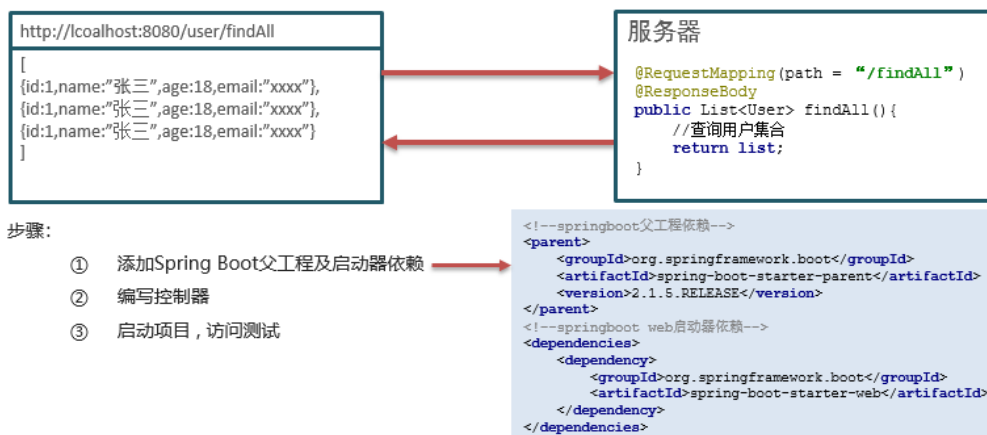 http://lcoalhost:8080/user/findAll
[
{id:1,name:”张三”,age:18,email:”xxxx”},
{id:1,name:”张三”,age:18,email:”xxxx”},
{id:1,name:”张三”,age:18,email:”xxxx”}
]
服务器
@RequestMapping(path = “/findAll”)
@ResponseBody
public List<User> findAll(){
//查询用户集合
return list;
}
步骤:
① 添加Spring Boot父工程及启动器依赖
② 编写控制器
③ 启动项目，访问测试
<!--springboot父工程依赖-->
<parent>
<groupId>org.springframework.boot</groupId>
<artifactId>spring-boot-starter-parent</artifactId>
<version>2.1.5.RELEASE</version>
</parent>
<!--springboot web启动器依赖-->
<dependencies>
<dependency>
<groupId>org.springframework.boot</groupId>
<artifactId>spring-boot-starter-web</artifactId>
</dependency>
</dependencies>